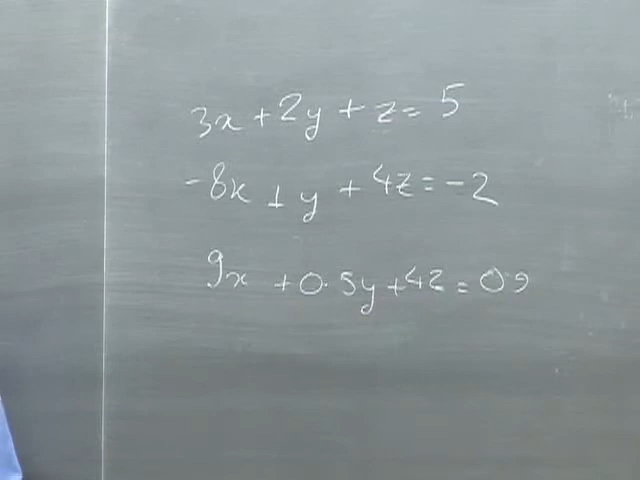 3x + 2y + z = 5
-8x + y + 4z = -2
9x + 0.5y + 4z = 0.9